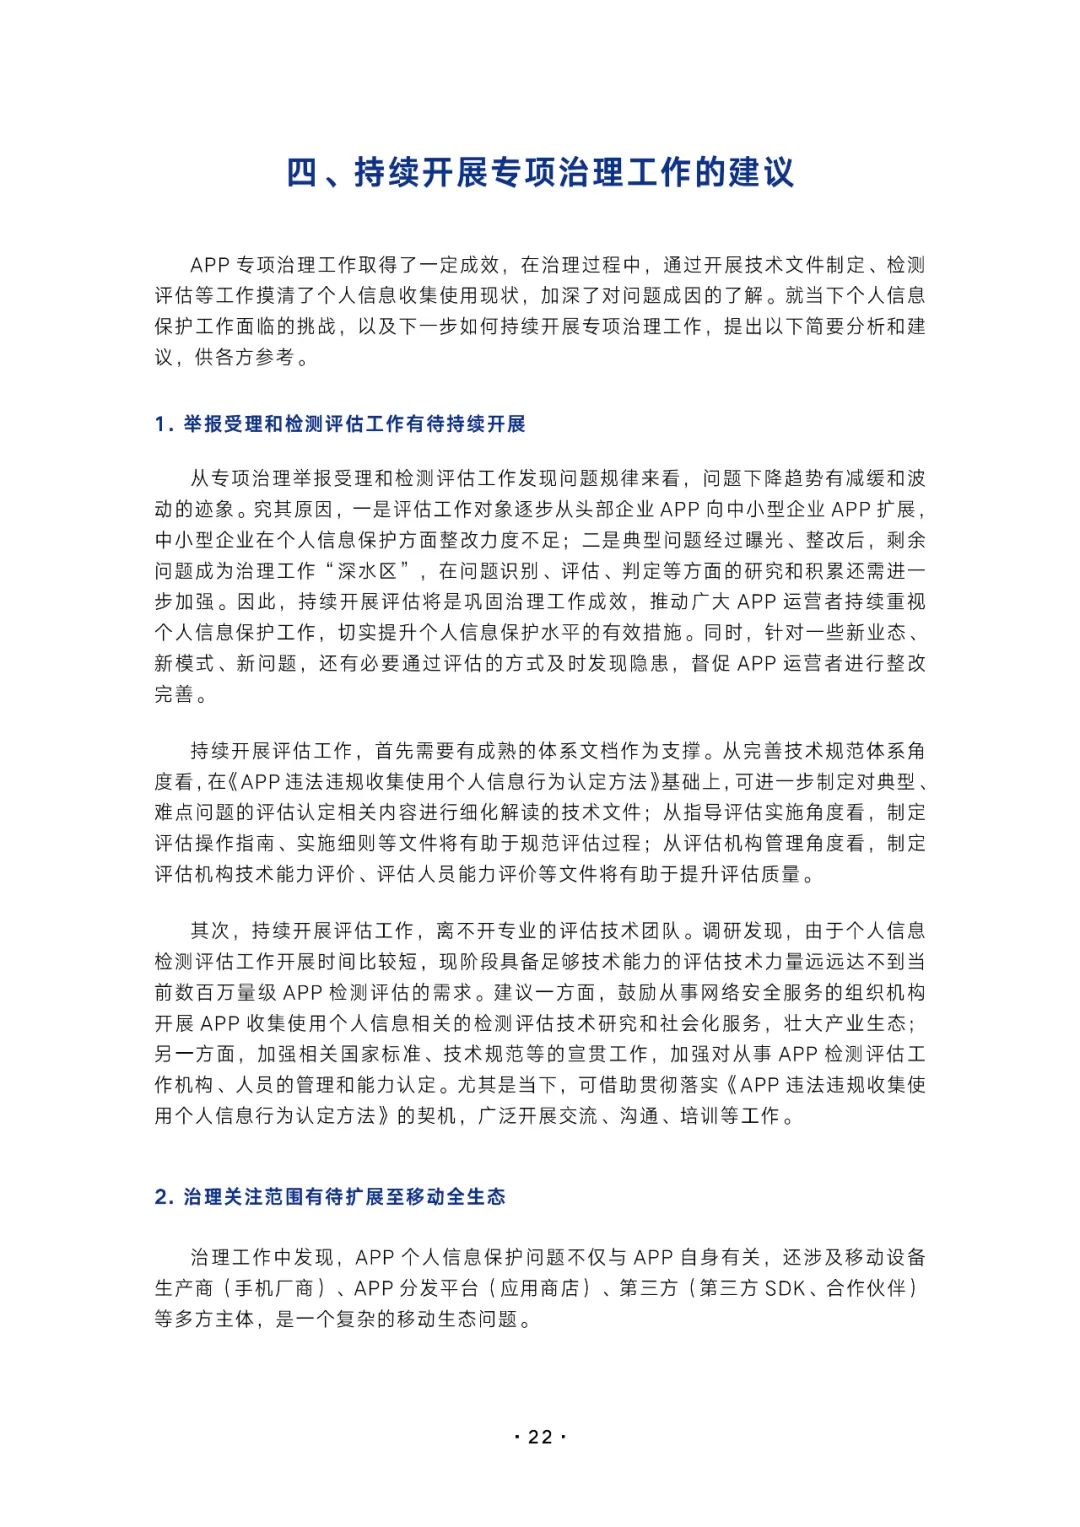 四、持续开展专项治理工作的建议
APP 专项治理工作取得了一定成效，在治理过程中，通过开展技术文件制定、检测
评估等工作摸清了个人信息收集使用现状，加深了对问题成因的了解。就当下个人信息
保护工作面临的挑战，以及下一步如何持续开展专项治理工作，提出以下简要分析和建
议，供各方参考。
1. 举报受理和检测评估工作有待持续开展
从专项治理举报受理和检测评估工作发现问题规律来看，问题下降趋势有减缓和波
动的迹象。究其原因，一是评估工作对象逐步从头部企业 APP 向中小型企业 APP 扩展，
中小型企业在个人信息保护方面整改力度不足；二是典型问题经过曝光、整改后，剩余
问题成为治理工作“深水区”，在问题识别、评估、判定等方面的研究和积累还需进一
步加强。因此，持续开展评估将是巩固治理工作成效，推动广大 APP 运营者持续重视
个人信息保护工作，切实提升个人信息保护水平的有效措施。同时，针对一些新业态、
新模式、新问题，还有必要通过评估的方式及时发现隐患，督促 APP 运营者进行整改
完善。
持续开展评估工作，首先需要有成熟的体系文档作为支撑。从完善技术规范体系角
度看，在《APP 违法违规收集使用个人信息行为认定方法》基础上，可进一步制定对典型、
难点问题的评估认定相关内容进行细化解读的技术文件；从指导评估实施角度看，制定
评估操作指南、实施细则等文件将有助于规范评估过程；从评估机构管理角度看，制定
评估机构技术能力评价、评估人员能力评价等文件将有助于提升评估质量。
其次，持续开展评估工作，离不开专业的评估技术团队。调研发现，由于个人信息
检测评估工作开展时间比较短，现阶段具备足够技术能力的评估技术力量远远达不到当
前数百万量级 APP 检测评估的需求。建议一方面，鼓励从事网络安全服务的组织机构
开展 APP 收集使用个人信息相关的检测评估技术研究和社会化服务，壮大产业生态；
另一方面，加强相关国家标准、技术规范等的宣贯工作，加强对从事 APP 检测评估工
作机构、人员的管理和能力认定。尤其是当下，可借助贯彻落实《APP 违法违规收集使
用个人信息行为认定方法》的契机，广泛开展交流、沟通、培训等工作。
2. 治理关注范围有待扩展至移动全生态
治理工作中发现，APP 个人信息保护问题不仅与 APP 自身有关，还涉及移动设备
生产商（手机厂商）、APP 分发平台（应用商店）、第三方（第三方 SDK、合作伙伴）
等多方主体，是一个复杂的移动生态问题。
· 22 ·